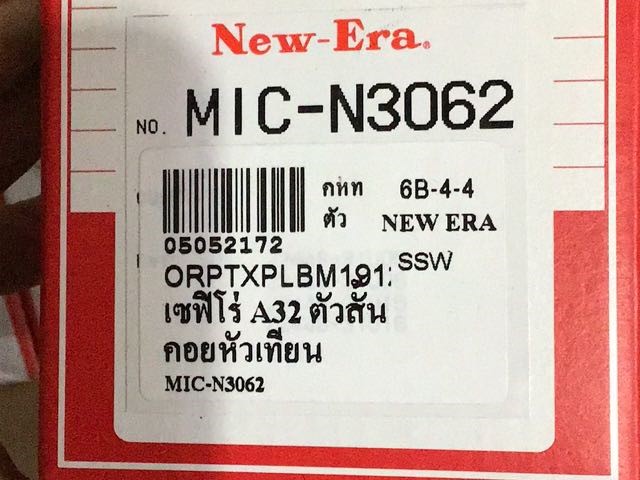 New-Era®
NO. MIC-N3062
กหท 6B-4-4
ตัว NEW ERA
05052172
SSW
ORPTXPLBM191
เซฟีโร่ A32 ตัวสั้น
คอยหัวเทียน
MIC-N3062